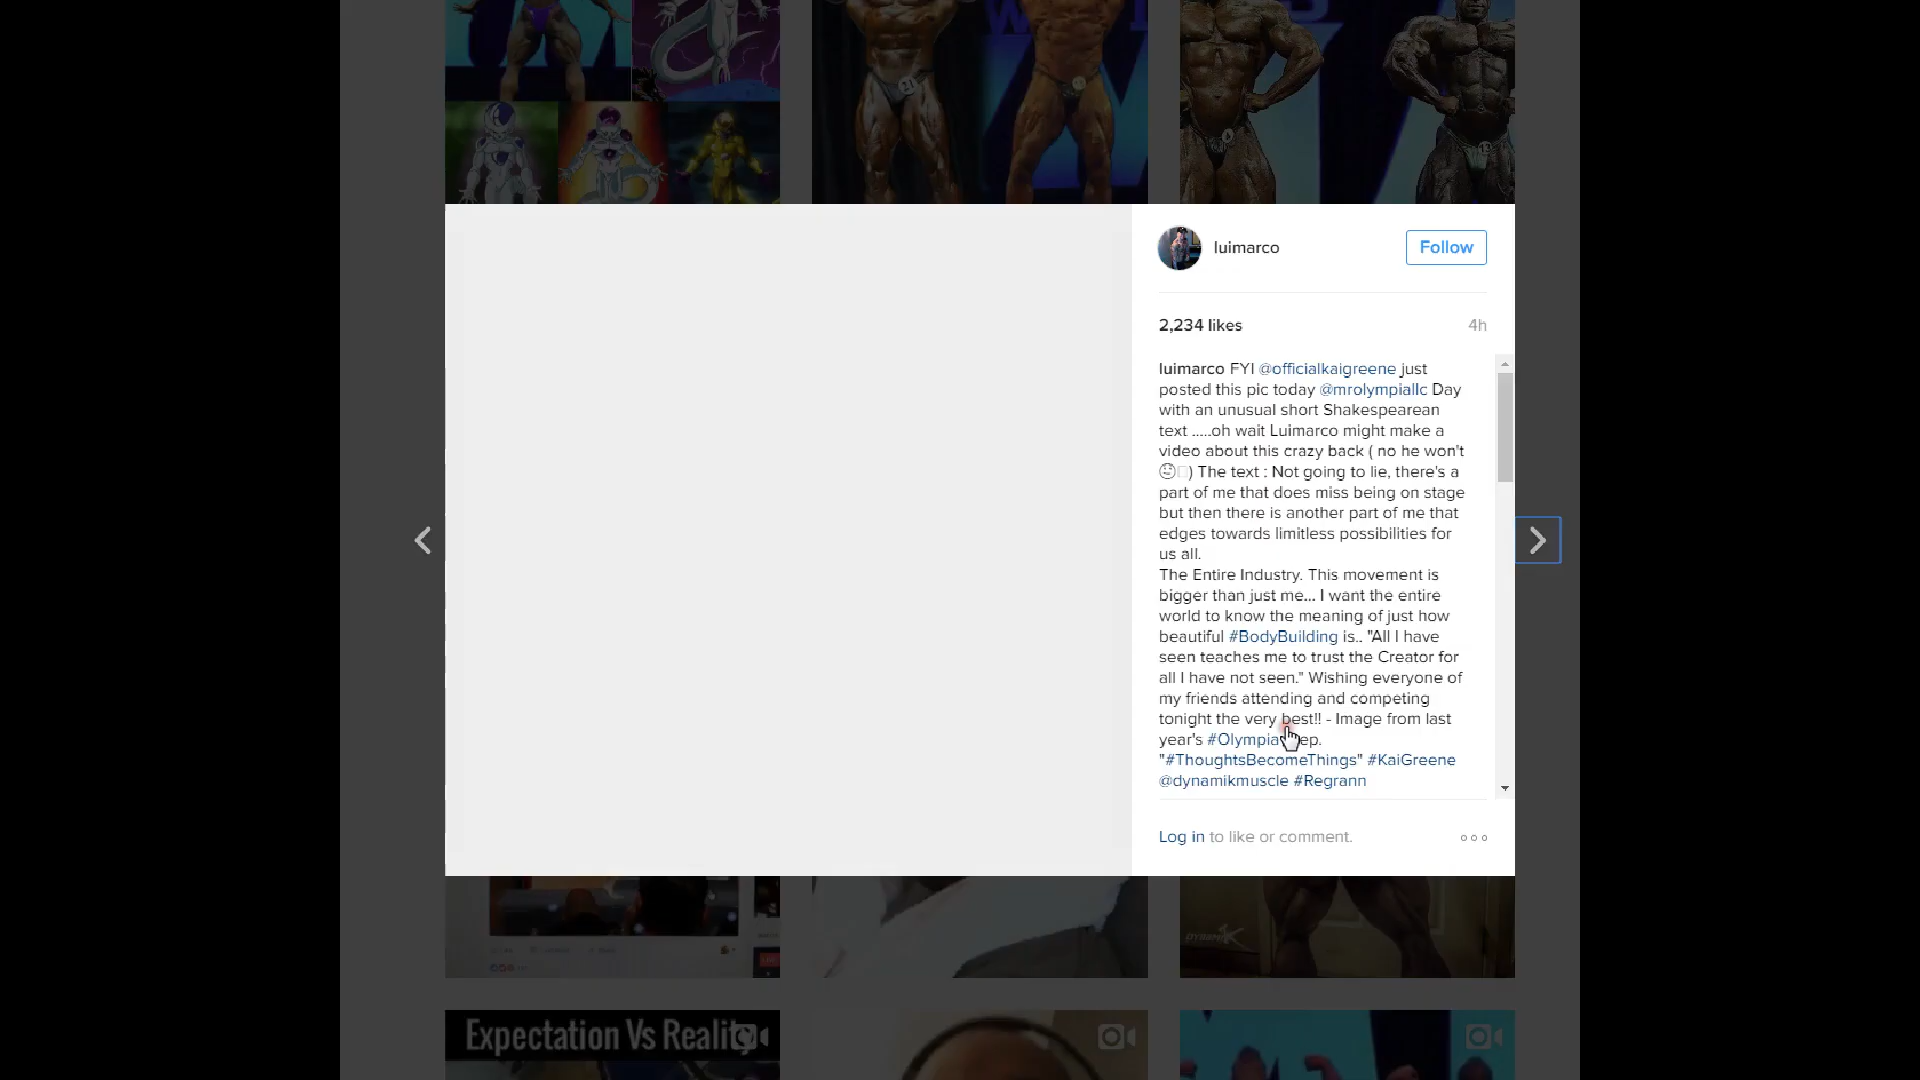 luimarco
Follow
2,234 likes
4h
luimarco FYI @officialkaigreene just
posted this pic today @mrolympiallc Day
with an unusual short Shakespearean
text .....oh wait Luimarco might make a
video about this crazy back ( no he won't
) The text : Not going to lie, there's a
part of me that does miss being on stage
but then there is another part of me that
edges towards limitless possibilities for
us all.
The Entire Industry. This movement is
bigger than just me... I want the entire
world to know the meaning of just how
beautiful #BodyBuilding is.. "All I have
seen teaches me to trust the Creator for
all I have not seen." Wishing everyone of
my friends attending and competing
tonight the very best!! - Image from last
year's #Olympia ep.
"#ThoughtsBecomeThings" #KaiGreene
@dynamikmuscle #Regrann
Log in to like or comment.
Expectation Vs Reality